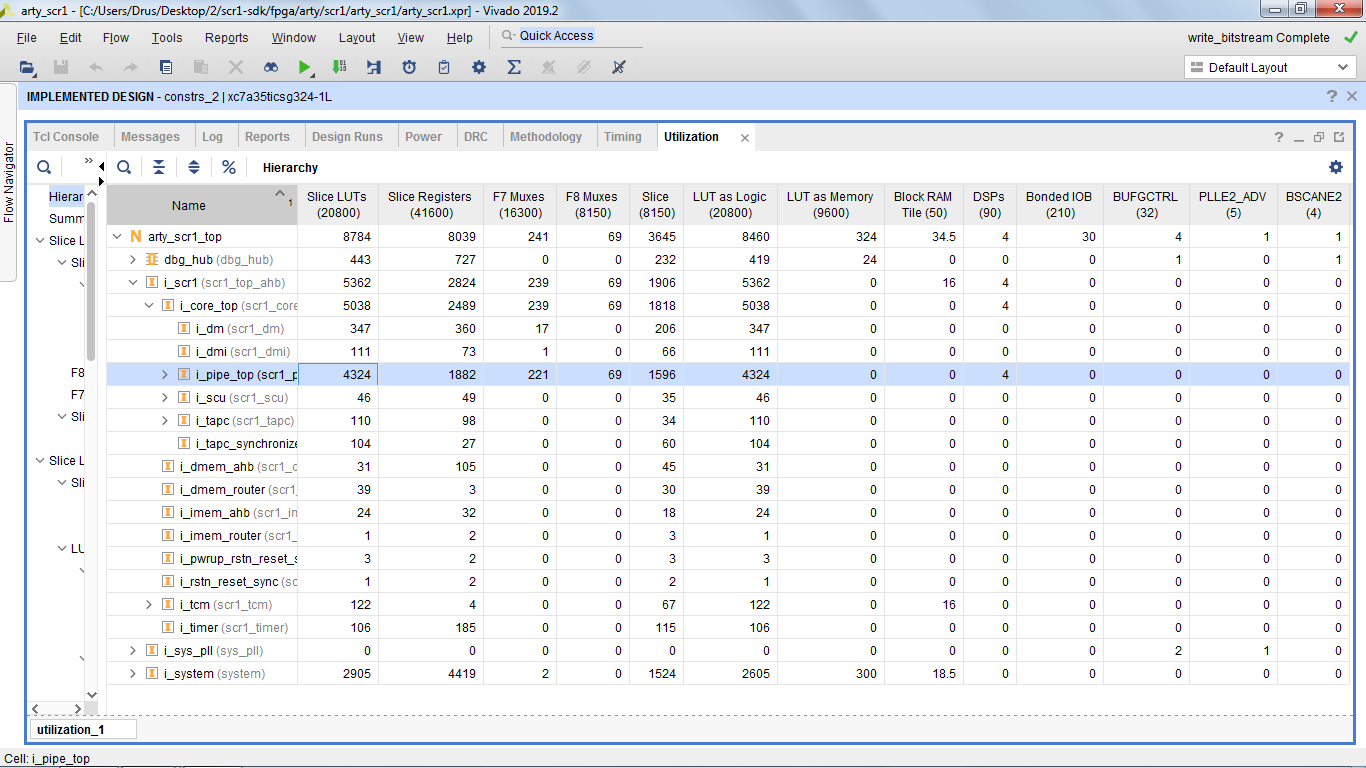 arty_scr1 - [C:/Users/Drus/Desktop/2/scr1-sdk/fpga/arty/scr1/arty_scr1/arty_scr1.xpr] - Vivado 2019.2
File Edit Flow Tools Reports Window Layout View Help Quick Access write_bitstream Complete
Default Layout
IMPLEMENTED DESIGN - constrs_2 | xc7a35ticsg324-1L
Flow Navigator
Tcl Console Messages Log Reports Design Runs Power DRC Methodology Timing Utilization
Hierarchy
Hierar
Summ
Slice L
Sli
F8
F7
Sli
Slice L
Sli
LU
Name 1 Slice LUTs (20800) Slice Registers (41600) F7 Muxes (16300) F8 Muxes (8150) Slice (8150) LUT as Logic (20800) LUT as Memory (9600) Block RAM Tile (50) DSPs (90) Bonded IOB (210) BUFGCTRL (32) PLLE2_ADV (5) BSCANE2 (4)
N arty_scr1_top 8784 8039 241 69 3645 8460 324 34.5 4 30 4 1 1
dbg_hub (dbg_hub) 443 727 0 0 232 419 24 0 0 0 1 0 1
i_scr1 (scr1_top_ahb) 5362 2824 239 69 1906 5362 0 16 4 0 0 0 0
i_core_top (scr1_core 5038 2489 239 69 1818 5038 0 0 4 0 0 0 0
i_dm (scr1_dm) 347 360 17 0 206 347 0 0 0 0 0 0 0
i_dmi (scr1_dmi) 111 73 1 0 66 111 0 0 0 0 0 0 0
i_pipe_top (scr1_p 4324 1882 221 69 1596 4324 0 0 4 0 0 0 0
i_scu (scr1_scu) 46 49 0 0 35 46 0 0 0 0 0 0 0
i_tapc (scr1_tapc) 110 98 0 0 34 110 0 0 0 0 0 0 0
i_tapc_synchronize 104 27 0 0 60 104 0 0 0 0 0 0 0
i_dmem_ahb (scr1_d 31 105 0 0 45 31 0 0 0 0 0 0 0
i_dmem_router (scr1_ 39 3 0 0 30 39 0 0 0 0 0 0 0
i_imem_ahb (scr1_im 24 32 0 0 18 24 0 0 0 0 0 0 0
i_imem_router (scr1_ 1 2 0 0 3 1 0 0 0 0 0 0 0
i_pwrup_rstn_reset_s 3 2 0 0 3 3 0 0 0 0 0 0 0
i_rstn_reset_sync (sc 1 2 0 0 2 1 0 0 0 0 0 0 0
i_tcm (scr1_tcm) 122 4 0 0 67 122 0 16 0 0 0 0 0
i_timer (scr1_timer) 106 185 0 0 115 106 0 0 0 0 0 0 0
i_sys_pll (sys_pll) 0 0 0 0 0 0 0 0 0 0 2 1 0
i_system (system) 2905 4419 2 0 1524 2605 300 18.5 0 0 0 0 0
utilization_1
Cell: i_pipe_top